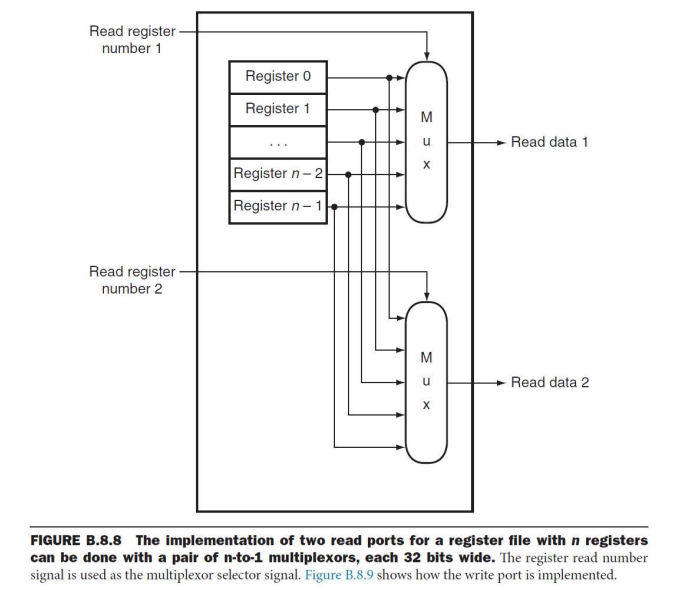 Read register
number 1
Register 0
Register 1
. . .
Register n – 2
Register n – 1
M
u
x
Read data 1
Read register
number 2
M
u
x
Read data 2
FIGURE B.8.8 The implementation of two read ports for a register file with n registers
can be done with a pair of n-to-1 multiplexors, each 32 bits wide. The register read number
signal is used as the multiplexor selector signal. Figure B.8.9 shows how the write port is implemented.